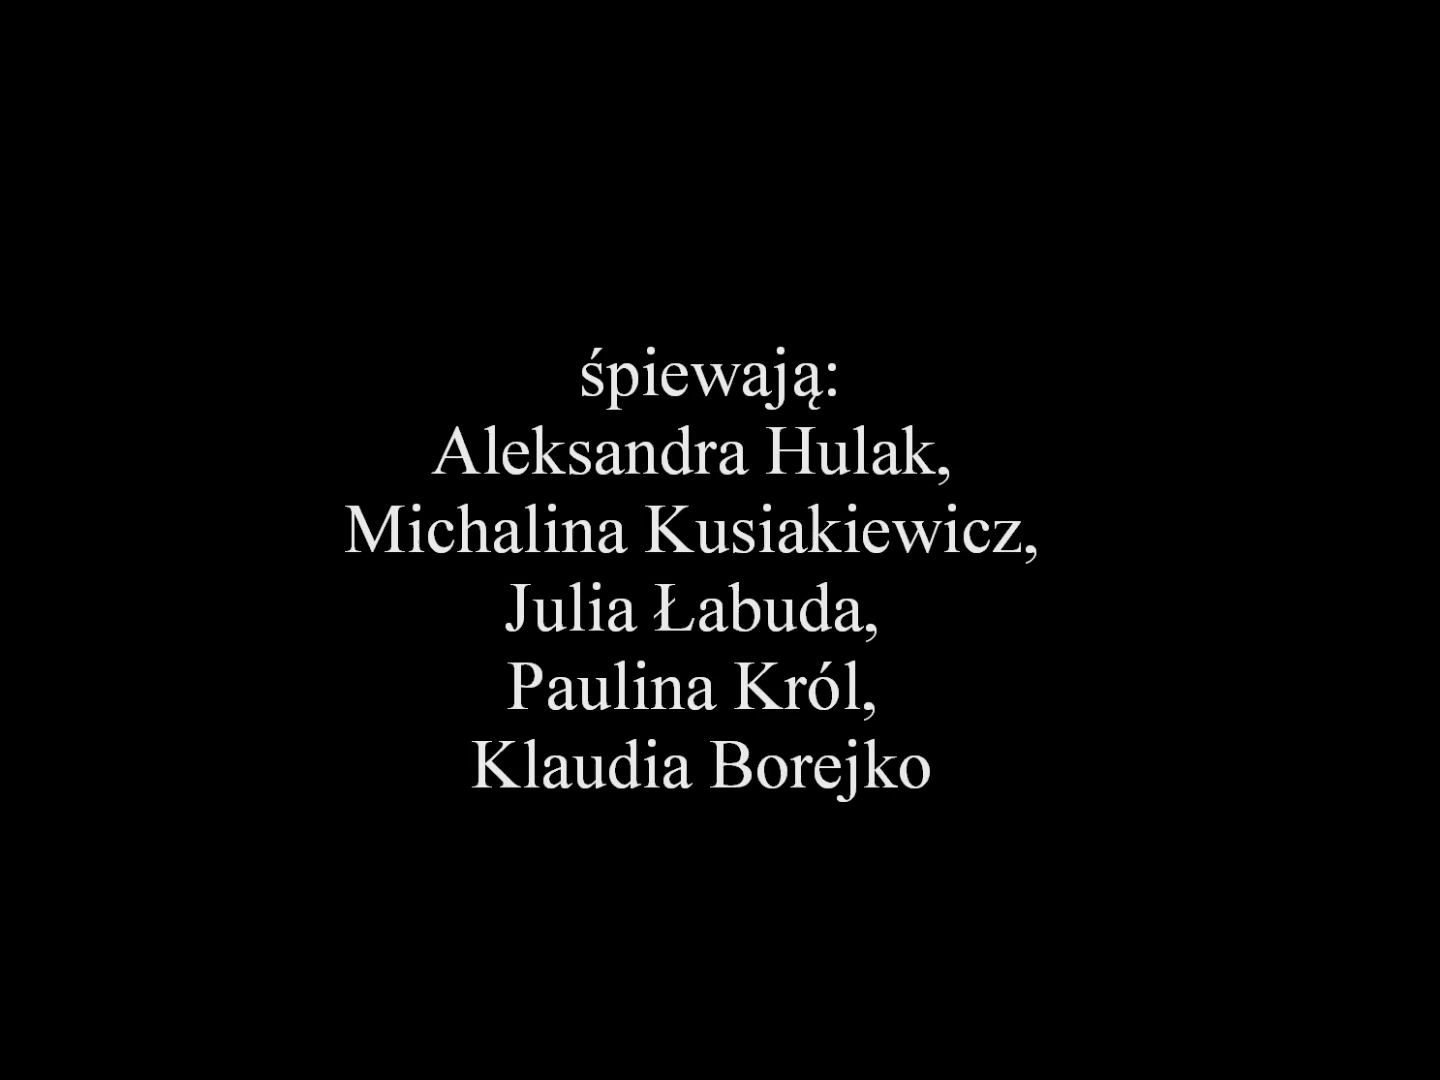 śpiewają:
Aleksandra Hulak,
Michalina Kusiakiewicz,
Julia Łabuda,
Paulina Król,
Klaudia Borejko